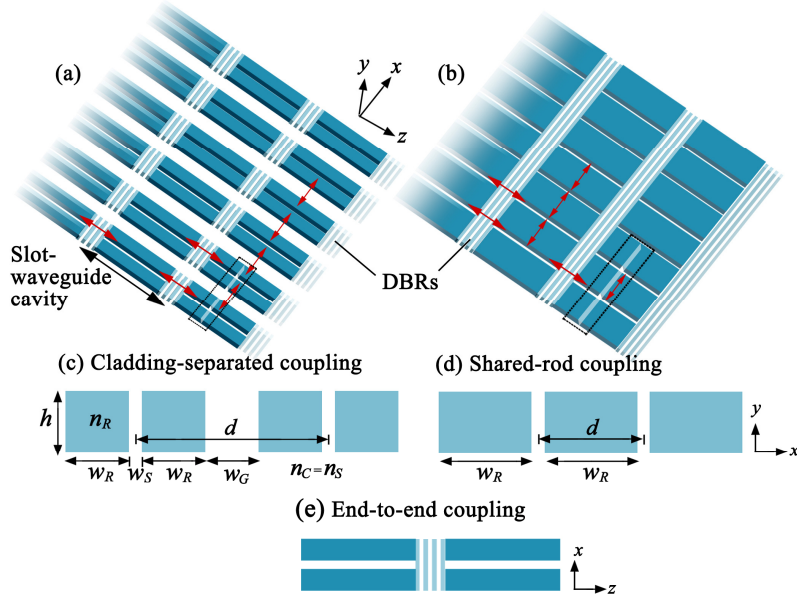 (a)
y
x
z
(b)
Slot-
waveguide
cavity
DBRs
(c) Cladding-separated coupling
(d) Shared-rod coupling
h
n_R
d
w_R
w_S
w_R
w_G
n_C = n_S
d
w_R
w_R
y
x
(e) End-to-end coupling
x
z